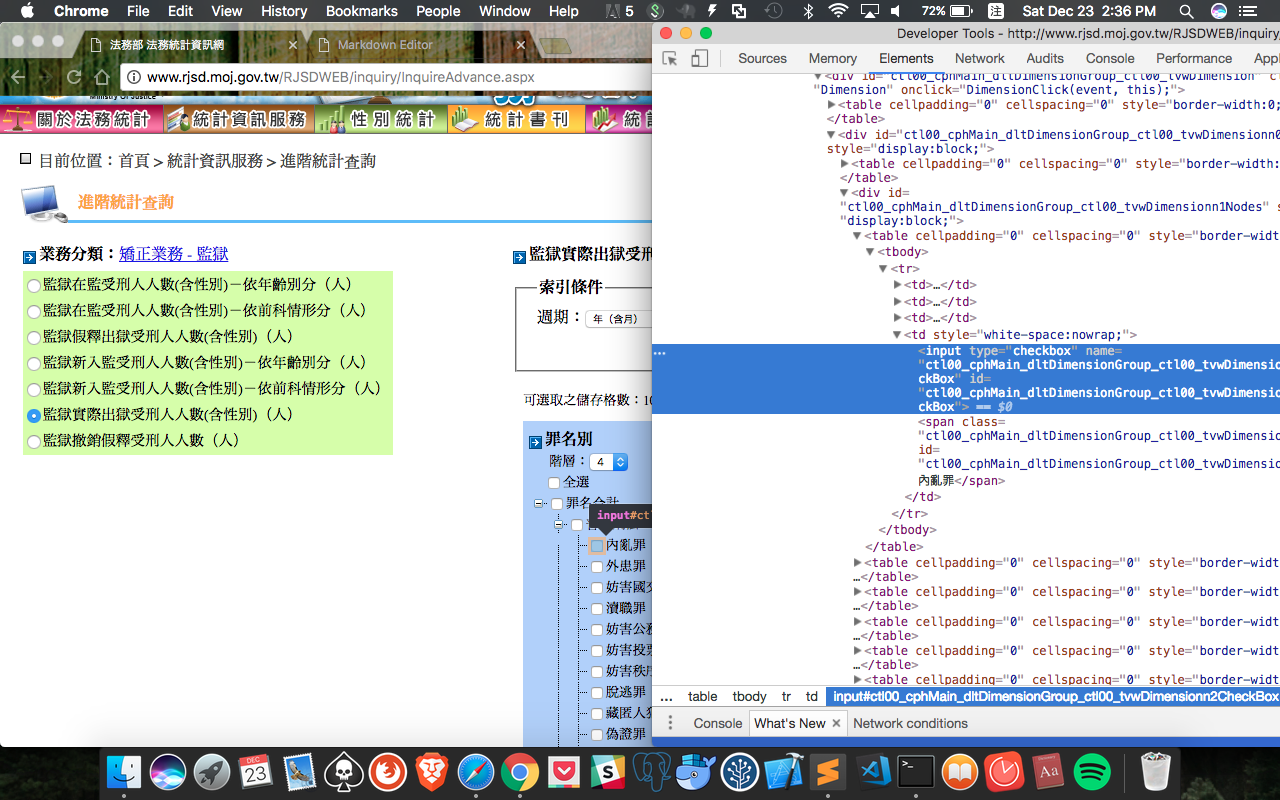 Chrome File Edit View History Bookmarks People Window Help 5 72% 注 Sat Dec 23 2:36 PM
法務部 法務統計資訊網
Markdown Editor
www.rjsd.moj.gov.tw/RJSDWEB/inquiry/InquireAdvance.aspx
Ministry Of Justice
關於法務統計 統計資訊服務 性別統計 統計書刊 統
目前位置：首頁 > 統計資訊服務 > 進階統計查詢
進階統計查詢
業務分類：矯正業務 - 監獄
監獄在監受刑人人數(含性別)－依年齡別分（人）
監獄在監受刑人人數(含性別)－依前科情形分（人）
監獄假釋出獄受刑人人數(含性別)（人）
監獄新入監受刑人人數(含性別)－依年齡別分（人）
監獄新入監受刑人人數(含性別)－依前科情形分（人）
監獄實際出獄受刑人人數(含性別)（人）
監獄撤銷假釋受刑人人數（人）
監獄實際出獄受刑
索引條件
週期：年（含月）
可選取之儲存格數：10
罪名別
階層：4
全選
罪名合計
input#ct
內亂罪
外患罪
妨害國交
瀆職罪
妨害公務
妨害投票
妨害秩序
脫逃罪
藏匿人犯
偽證罪
Developer Tools - http://www.rjsd.moj.gov.tw/RJSDWEB/inquiry/
Sources Memory Elements Network Audits Console Performance Appl
<div id="ctl00_cphMain_dltDimensionGroup_ctl00_tvwDimension" cl
"Dimension" onclick="DimensionClick(event, this);">
<table cellpadding="0" cellspacing="0" style="border-width:0;
</table>
<div id="ctl00_cphMain_dltDimensionGroup_ctl00_tvwDimensionn0
style="display:block;">
<table cellpadding="0" cellspacing="0" style="border-width:
</table>
<div id=
"ctl00_cphMain_dltDimensionGroup_ctl00_tvwDimensionn1Nodes" s
"display:block;">
<table cellpadding="0" cellspacing="0" style="border-wid
<tbody>
<tr>
<td>…</td>
<td>…</td>
<td>…</td>
<td style="white-space:nowrap;">
<input type="checkbox" name=
"ctl00_cphMain_dltDimensionGroup_ctl00_tvwDimensio
ckBox" id=
"ctl00_cphMain_dltDimensionGroup_ctl00_tvwDimensio
ckBox"> == $0
<span class=
"ctl00_cphMain_dltDimensionGroup_ctl00_tvwDimensio
id=
"ctl00_cphMain_dltDimensionGroup_ctl00_tvwDimensio
內亂罪</span>
</td>
</tr>
</tbody>
</table>
<table cellpadding="0" cellspacing="0" style="border-widt
…</table>
<table cellpadding="0" cellspacing="0" style="border-widt
…</table>
<table cellpadding="0" cellspacing="0" style="border-widt
…</table>
<table cellpadding="0" cellspacing="0" style="border-widt
…</table>
<table cellpadding="0" cellspacing="0" style="border-widt
... table tbody tr td input#ctl00_cphMain_dltDimensionGroup_ctl00_tvwDimensionn2CheckBox
Console What's New Network conditions
DEC
23
Aa